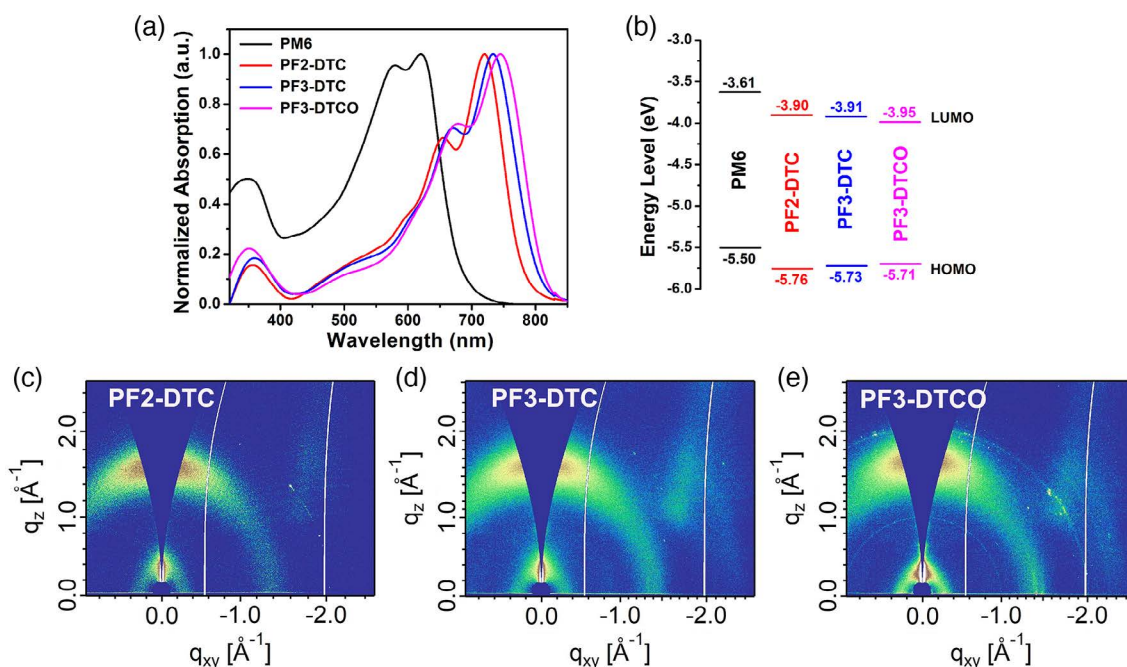 (a)
Normalized Absorption (a.u.)
1.0
0.8
0.6
0.4
0.2
0.0
PM6
PF2-DTC
PF3-DTC
PF3-DTCO
400
500
600
700
800
Wavelength (nm)
(b)
Energy Level (eV)
-3.0
-3.5
-4.0
-4.5
-5.0
-5.5
-6.0
-3.61
-3.90
-3.91
-3.95
LUMO
PM6
PF2-DTC
PF3-DTC
PF3-DTCO
-5.50
-5.76
-5.73
-5.71
HOMO
(c)
PF2-DTC
qz [Å-1]
2.0
1.0
0.0
0.0
-1.0
-2.0
qxy [Å-1]
(d)
PF3-DTC
qz [Å-1]
2.0
1.0
0.0
0.0
-1.0
-2.0
qxy [Å-1]
(e)
PF3-DTCO
qz [Å-1]
2.0
1.0
0.0
0.0
-1.0
-2.0
qxy [Å-1]